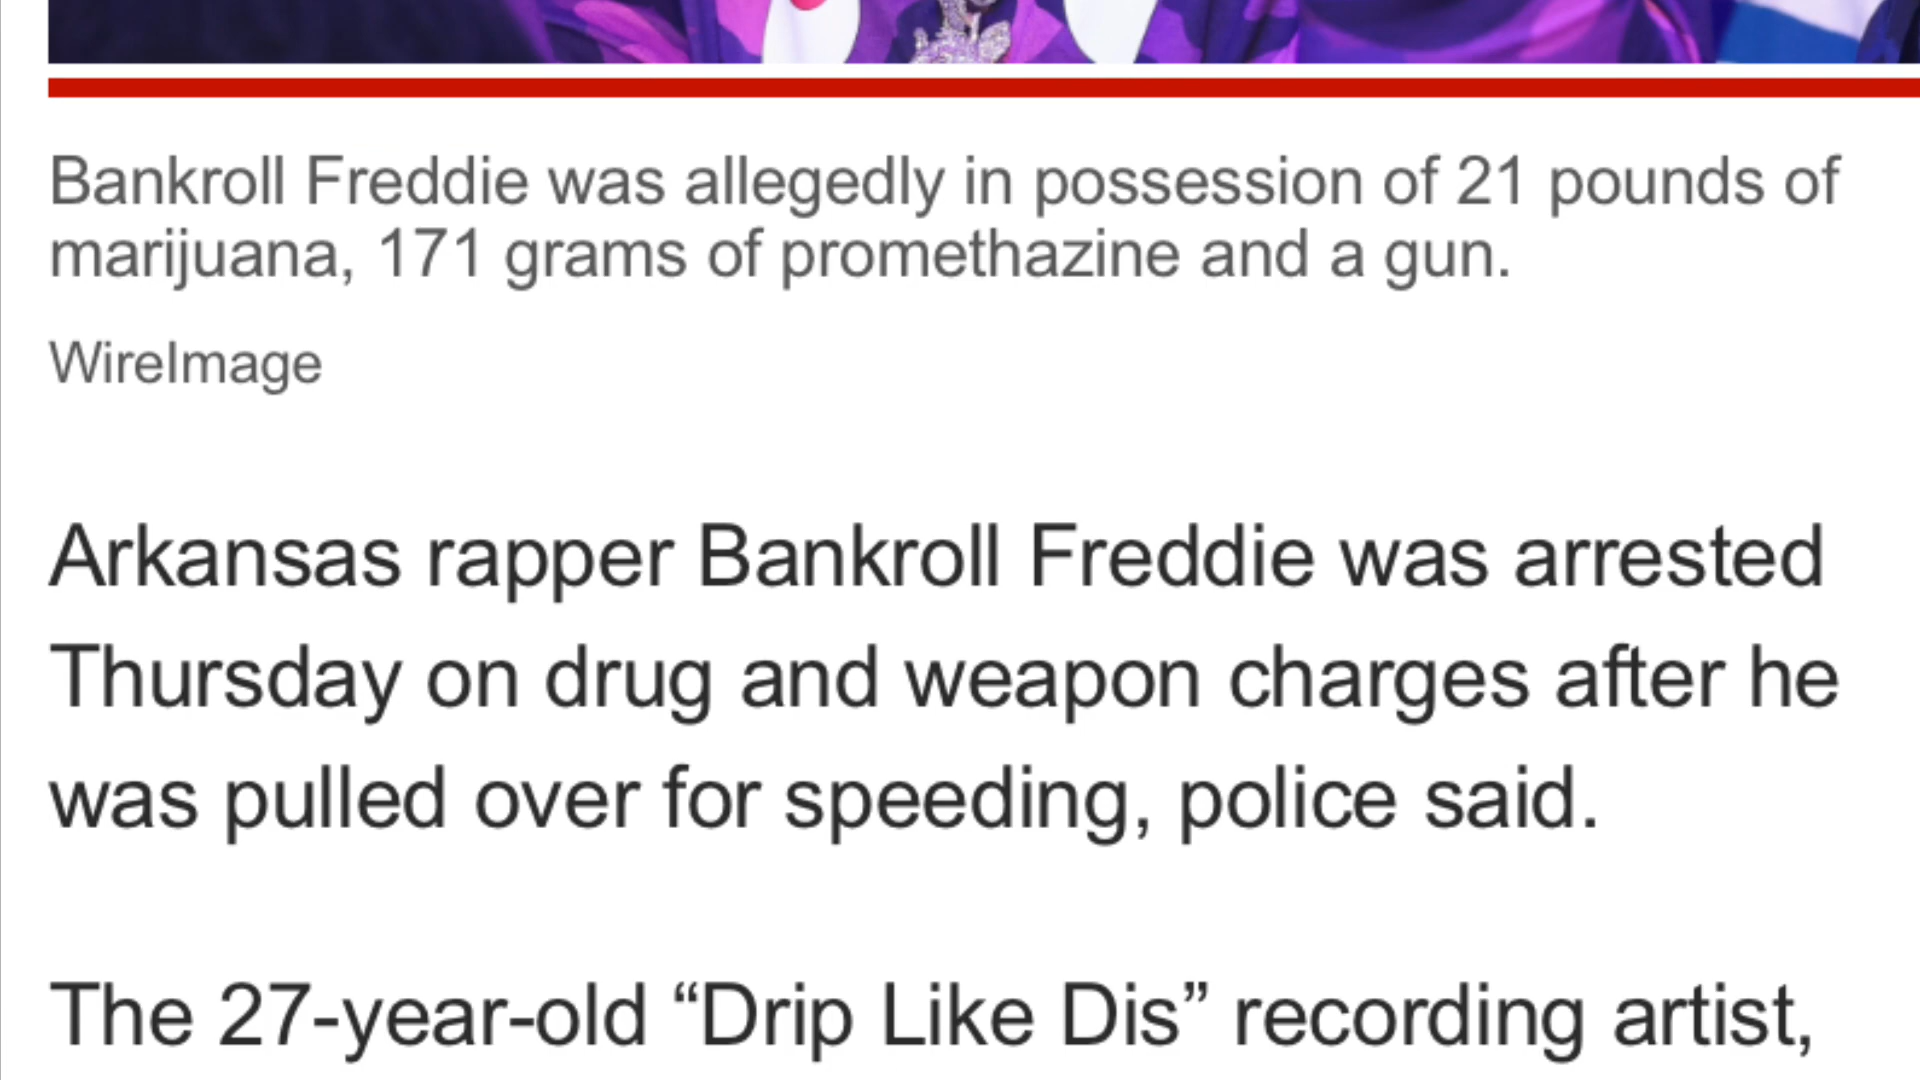 Bankroll Freddie was allegedly in possession of 21 pounds of
marijuana, 171 grams of promethazine and a gun.
WireImage
Arkansas rapper Bankroll Freddie was arrested
Thursday on drug and weapon charges after he
was pulled over for speeding, police said.
The 27-year-old “Drip Like Dis” recording artist,